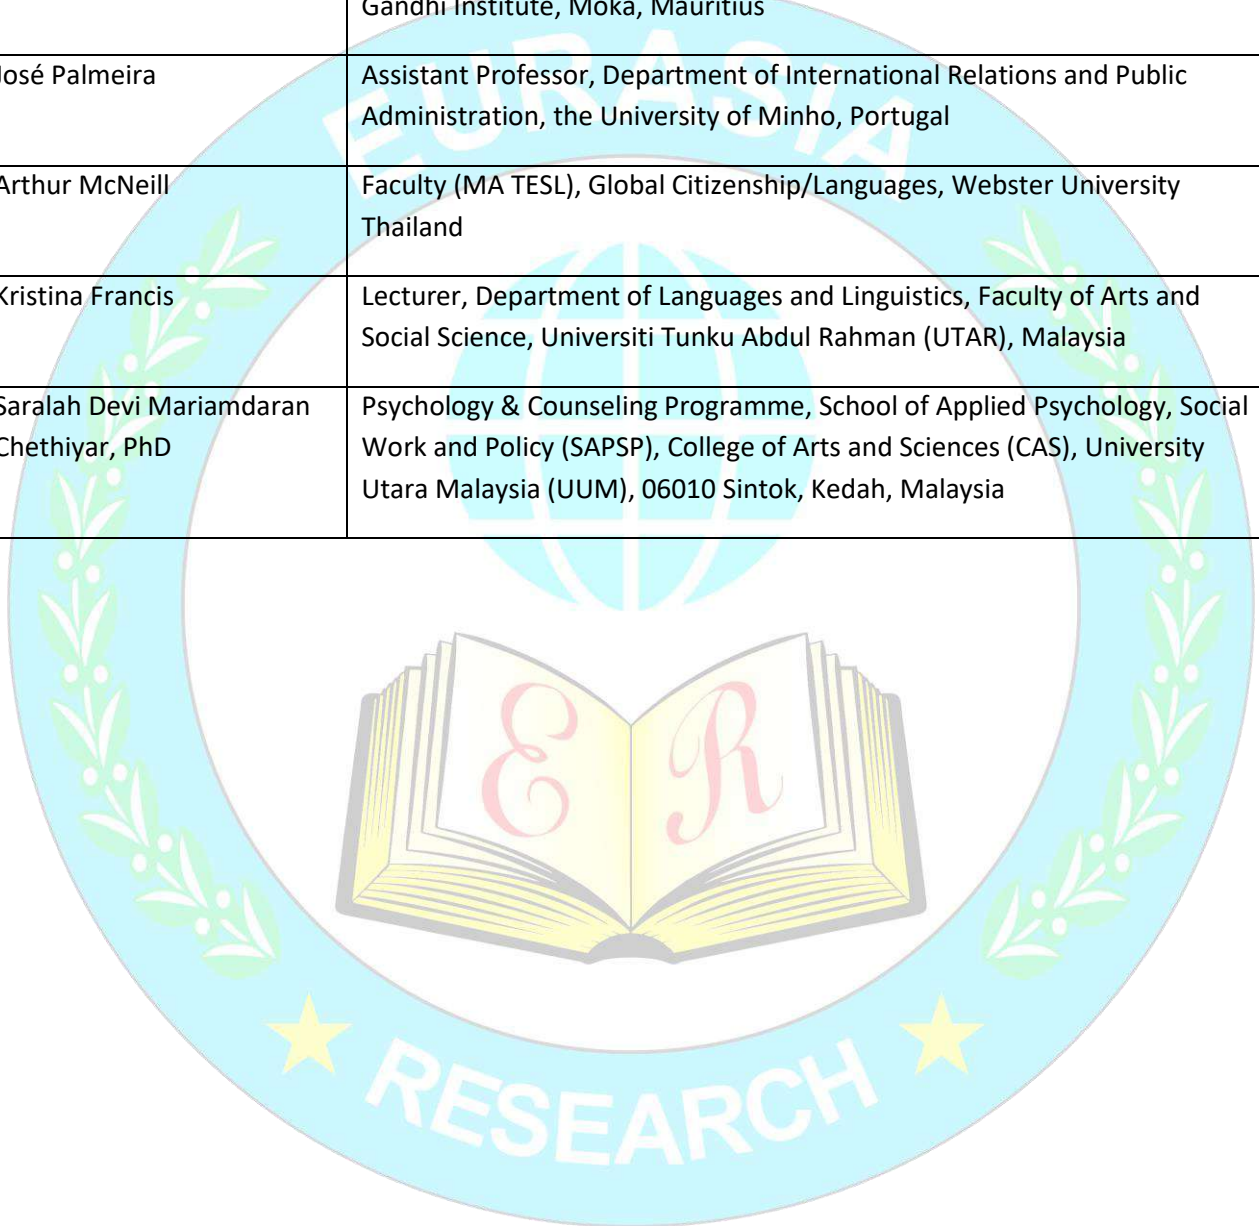 Gandhi Institute, Moka, Mauritius
José Palmeira
Assistant Professor, Department of International Relations and Public
Administration, the University of Minho, Portugal
Arthur McNeill
Faculty (MA TESL), Global Citizenship/Languages, Webster University
Thailand
Kristina Francis
Lecturer, Department of Languages and Linguistics, Faculty of Arts and
Social Science, Universiti Tunku Abdul Rahman (UTAR), Malaysia
Saralah Devi Mariamdaran
Chethiyar, PhD
Psychology & Counseling Programme, School of Applied Psychology, Social
Work and Policy (SAPSP), College of Arts and Sciences (CAS), University
Utara Malaysia (UUM), 06010 Sintok, Kedah, Malaysia
EURASIA
E R
RESEARCH